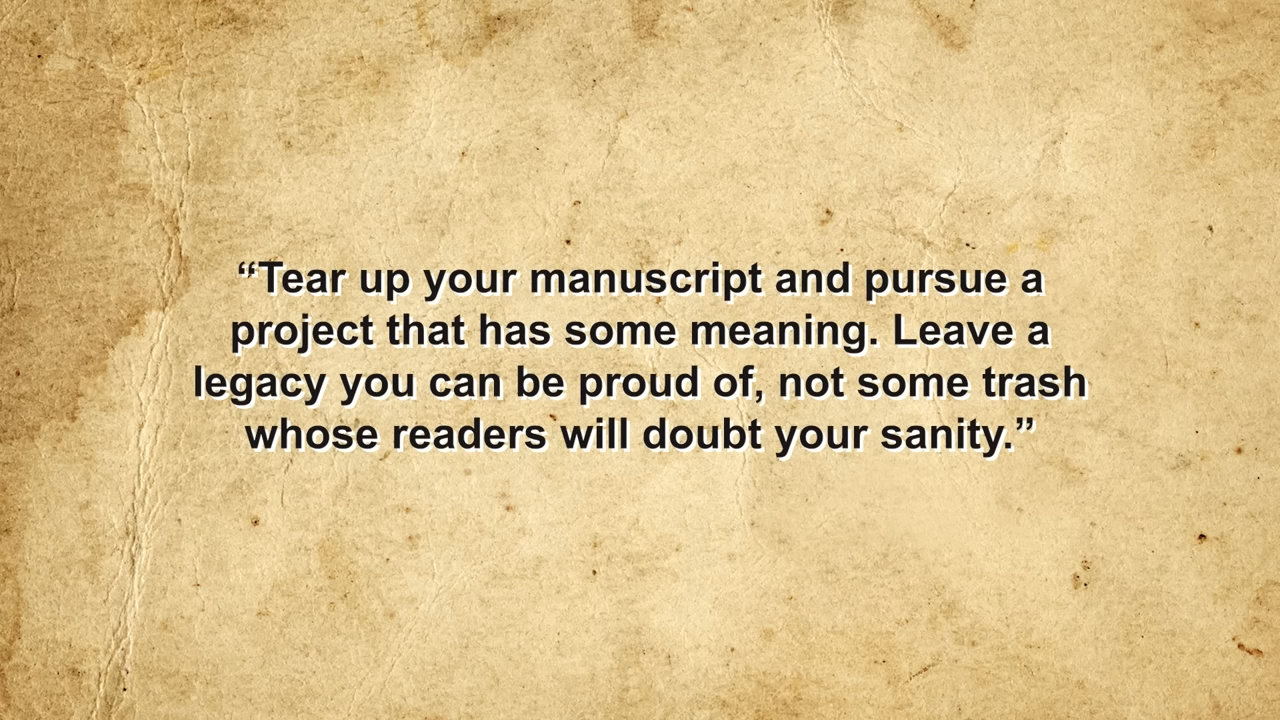 “Tear up your manuscript and pursue a
project that has some meaning. Leave a
legacy you can be proud of, not some trash
whose readers will doubt your sanity.”